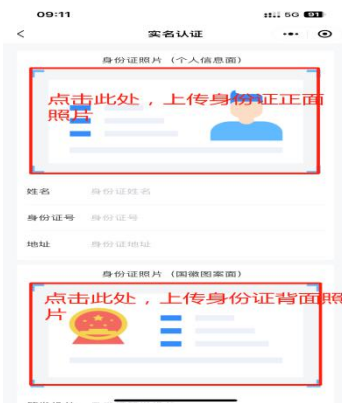 09:11
5G 91
实名认证
身份证照片（个人信息面）
点击此处，上传身份证正面
照片
姓名 身份证姓名
身份证号 身份证号
地址 身份证地址
身份证照片（国徽图案面）
点击此处，上传身份证背面照
片